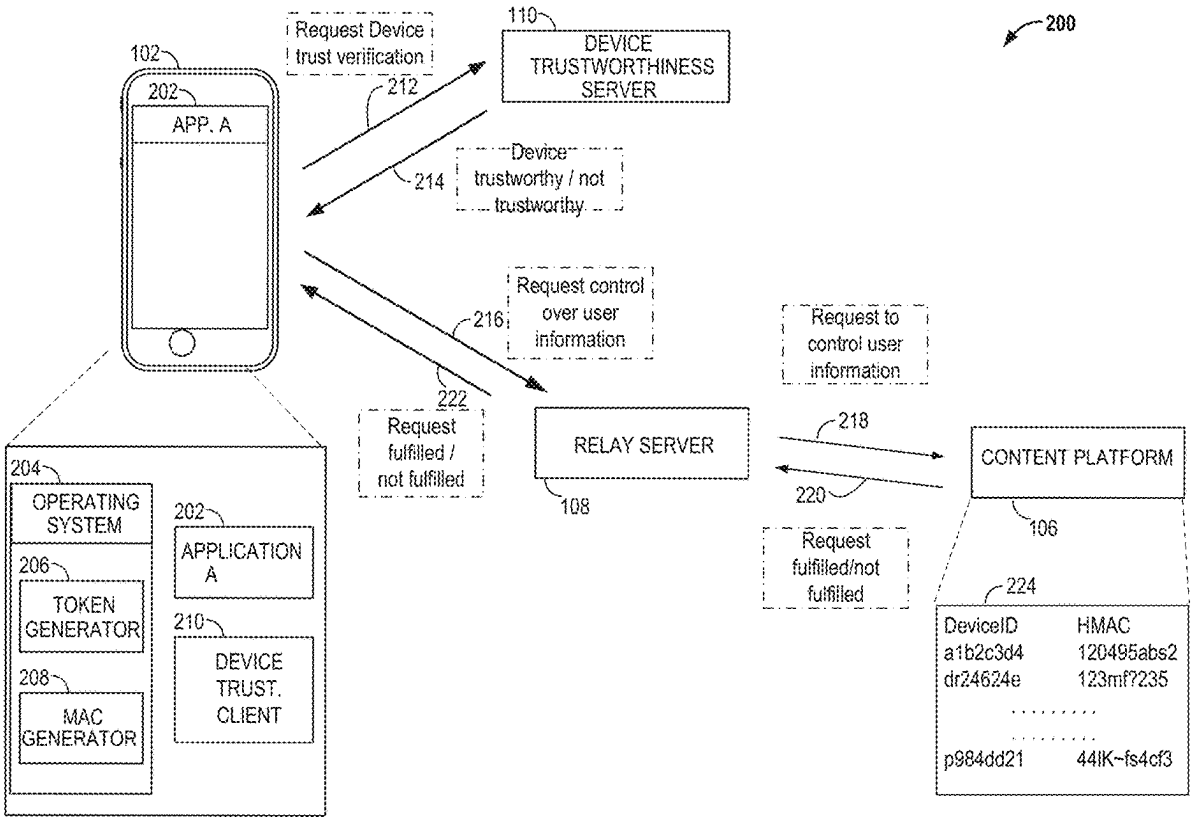 200
Request Device
trust verification
110
DEVICE
TRUSTWORTHINESS
SERVER
102
202
APP. A
212
214
Device
trustworthy / not
trustworthy
216
Request control
over user
information
Request to
control user
information
222
Request
fulfilled /
not fulfilled
RELAY SERVER
108
218
220
CONTENT PLATFORM
106
Request
fulfilled/not
fulfilled
204
OPERATING
SYSTEM
206
TOKEN
GENERATOR
208
MAC
GENERATOR
202
APPLICATION
A
210
DEVICE
TRUST.
CLIENT
224
DeviceID HMAC
a1b2c3d4 120495abs2
dr24624e 123mf?235
. . . . . . . . .
. . . . . . . . .
p984dd21 44lK~fs4cf3